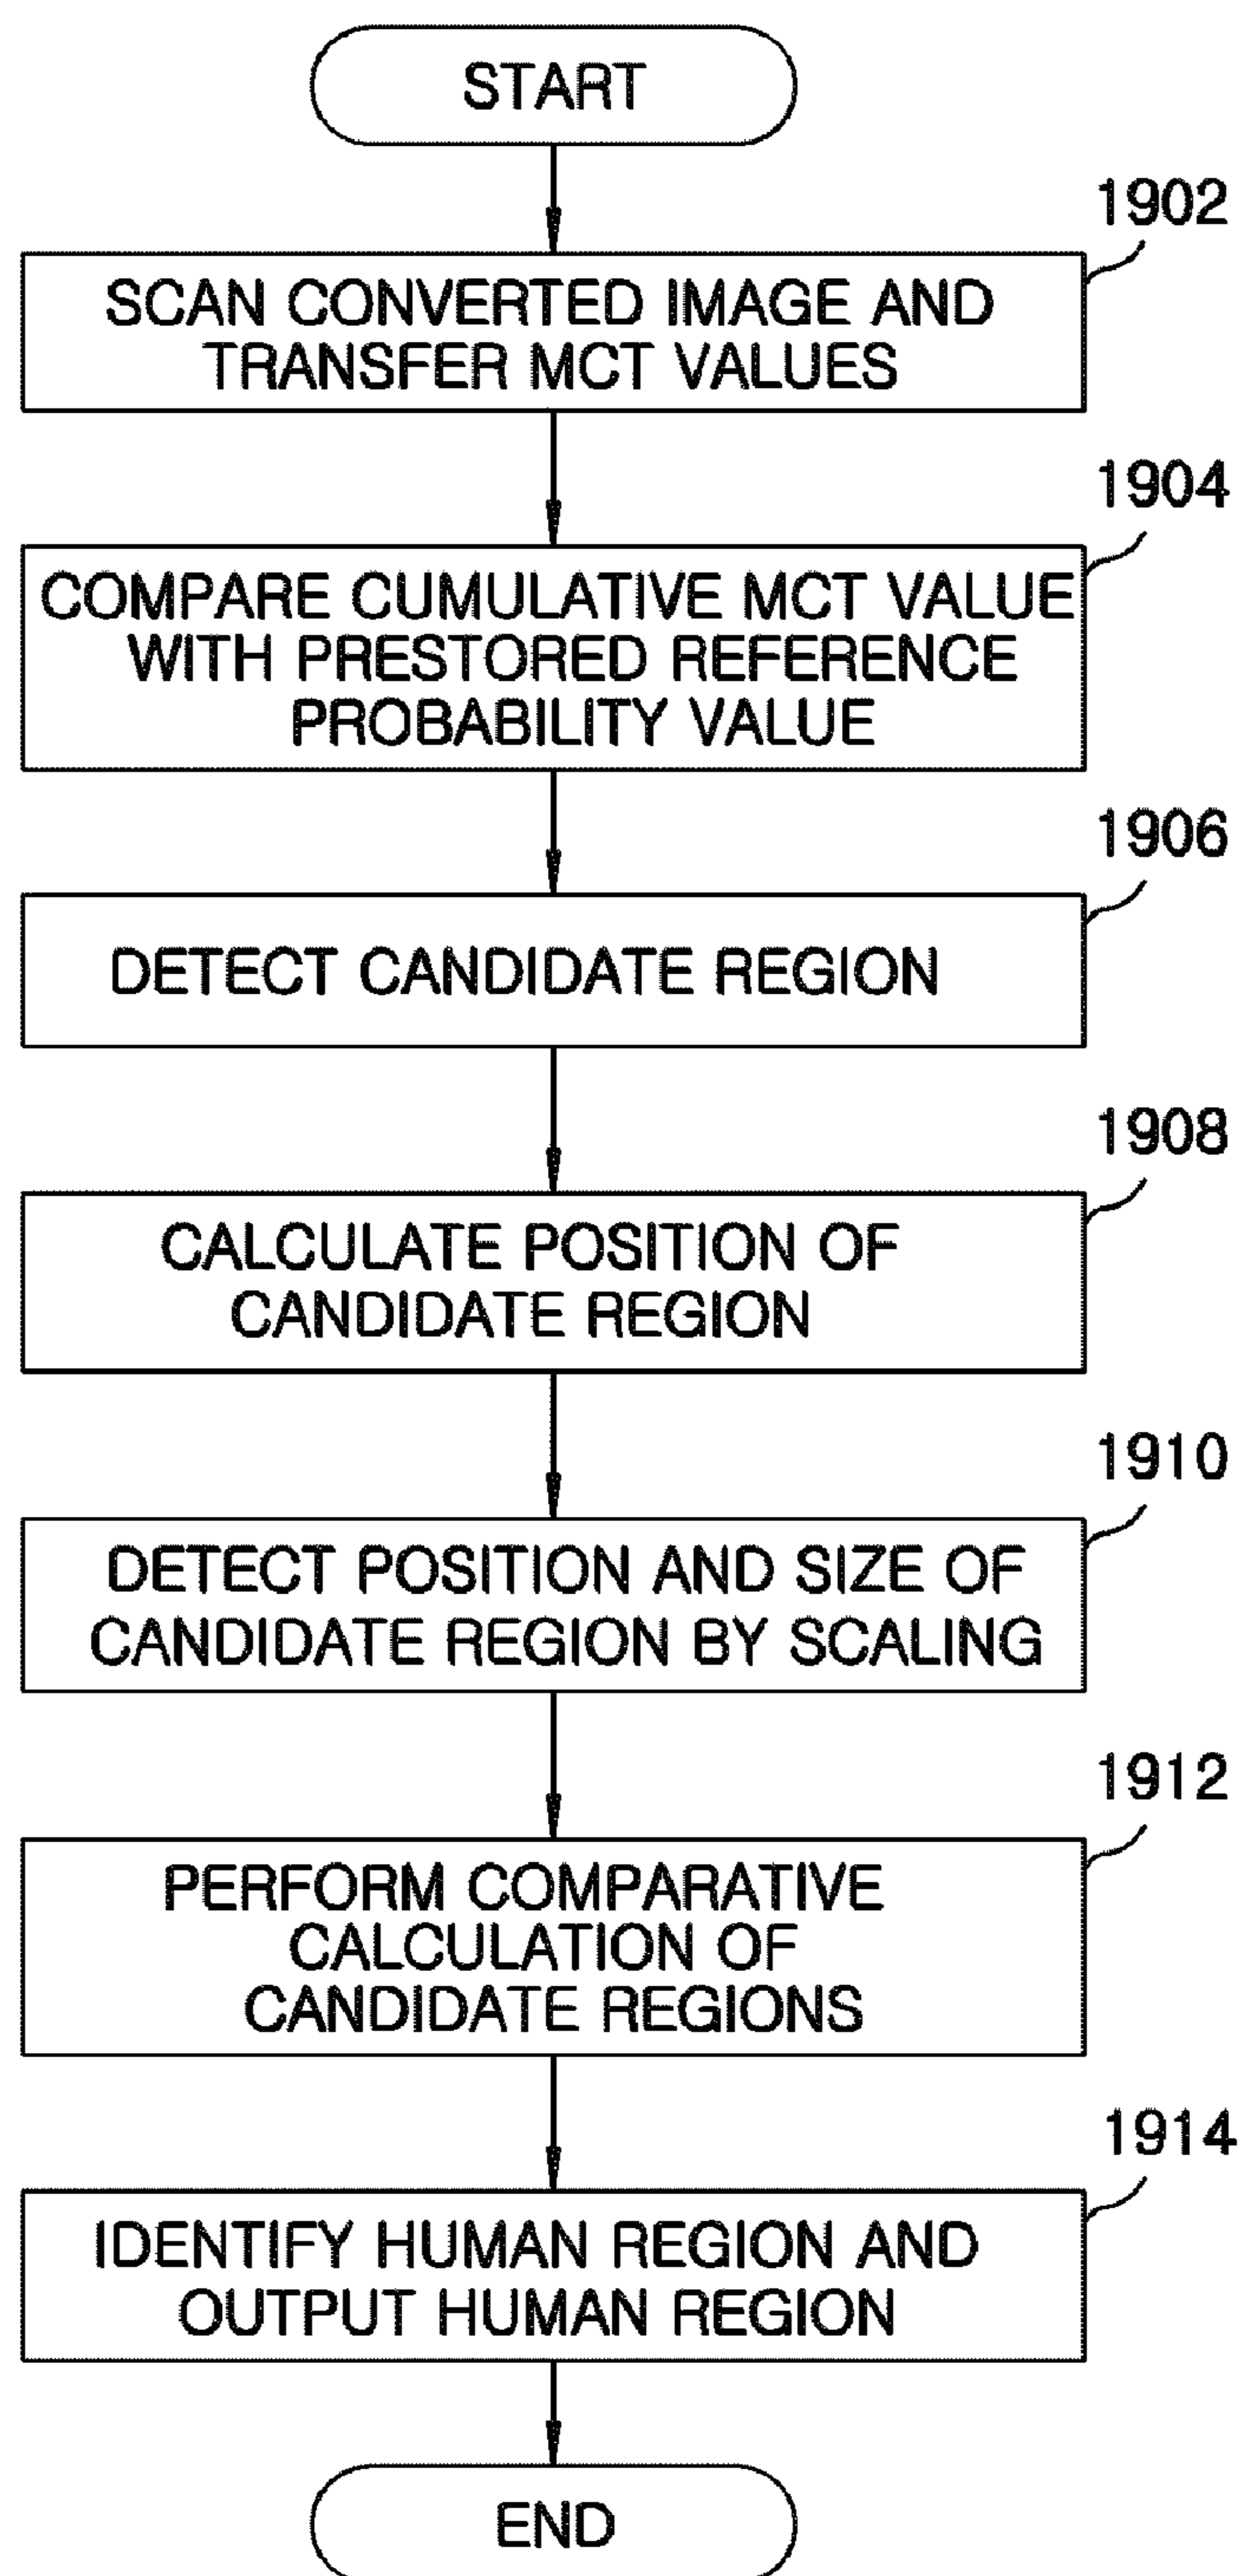 START
1902
SCAN CONVERTED IMAGE AND
TRANSFER MCT VALUES
1904
COMPARE CUMULATIVE MCT VALUE
WITH PRESTORED REFERENCE
PROBABILITY VALUE
1906
DETECT CANDIDATE REGION
1908
CALCULATE POSITION OF
CANDIDATE REGION
1910
DETECT POSITION AND SIZE OF
CANDIDATE REGION BY SCALING
1912
PERFORM COMPARATIVE
CALCULATION OF
CANDIDATE REGIONS
1914
IDENTIFY HUMAN REGION AND
OUTPUT HUMAN REGION
END